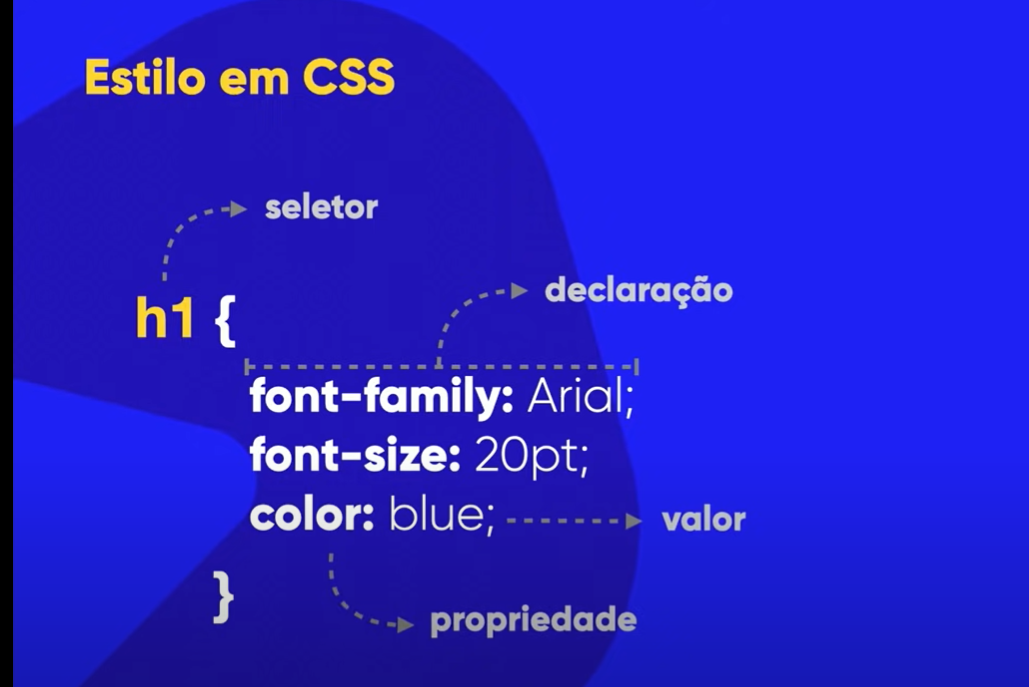 Estilo em CSS
seletor
h1 {
declaração
font-family: Arial;
font-size: 20pt;
color: blue;
valor
}
propriedade